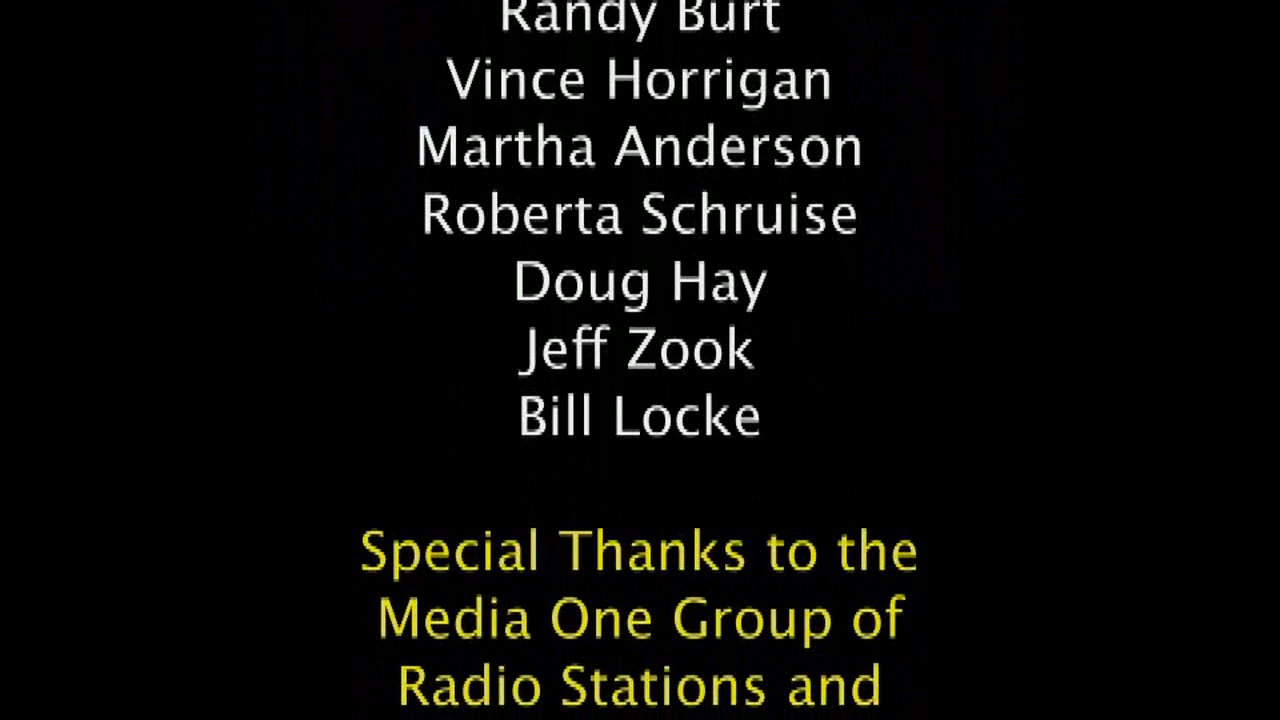 Randy Burt
Vince Horrigan
Martha Anderson
Roberta Schruise
Doug Hay
Jeff Zook
Bill Locke
Special Thanks to the
Media One Group of
Radio Stations and